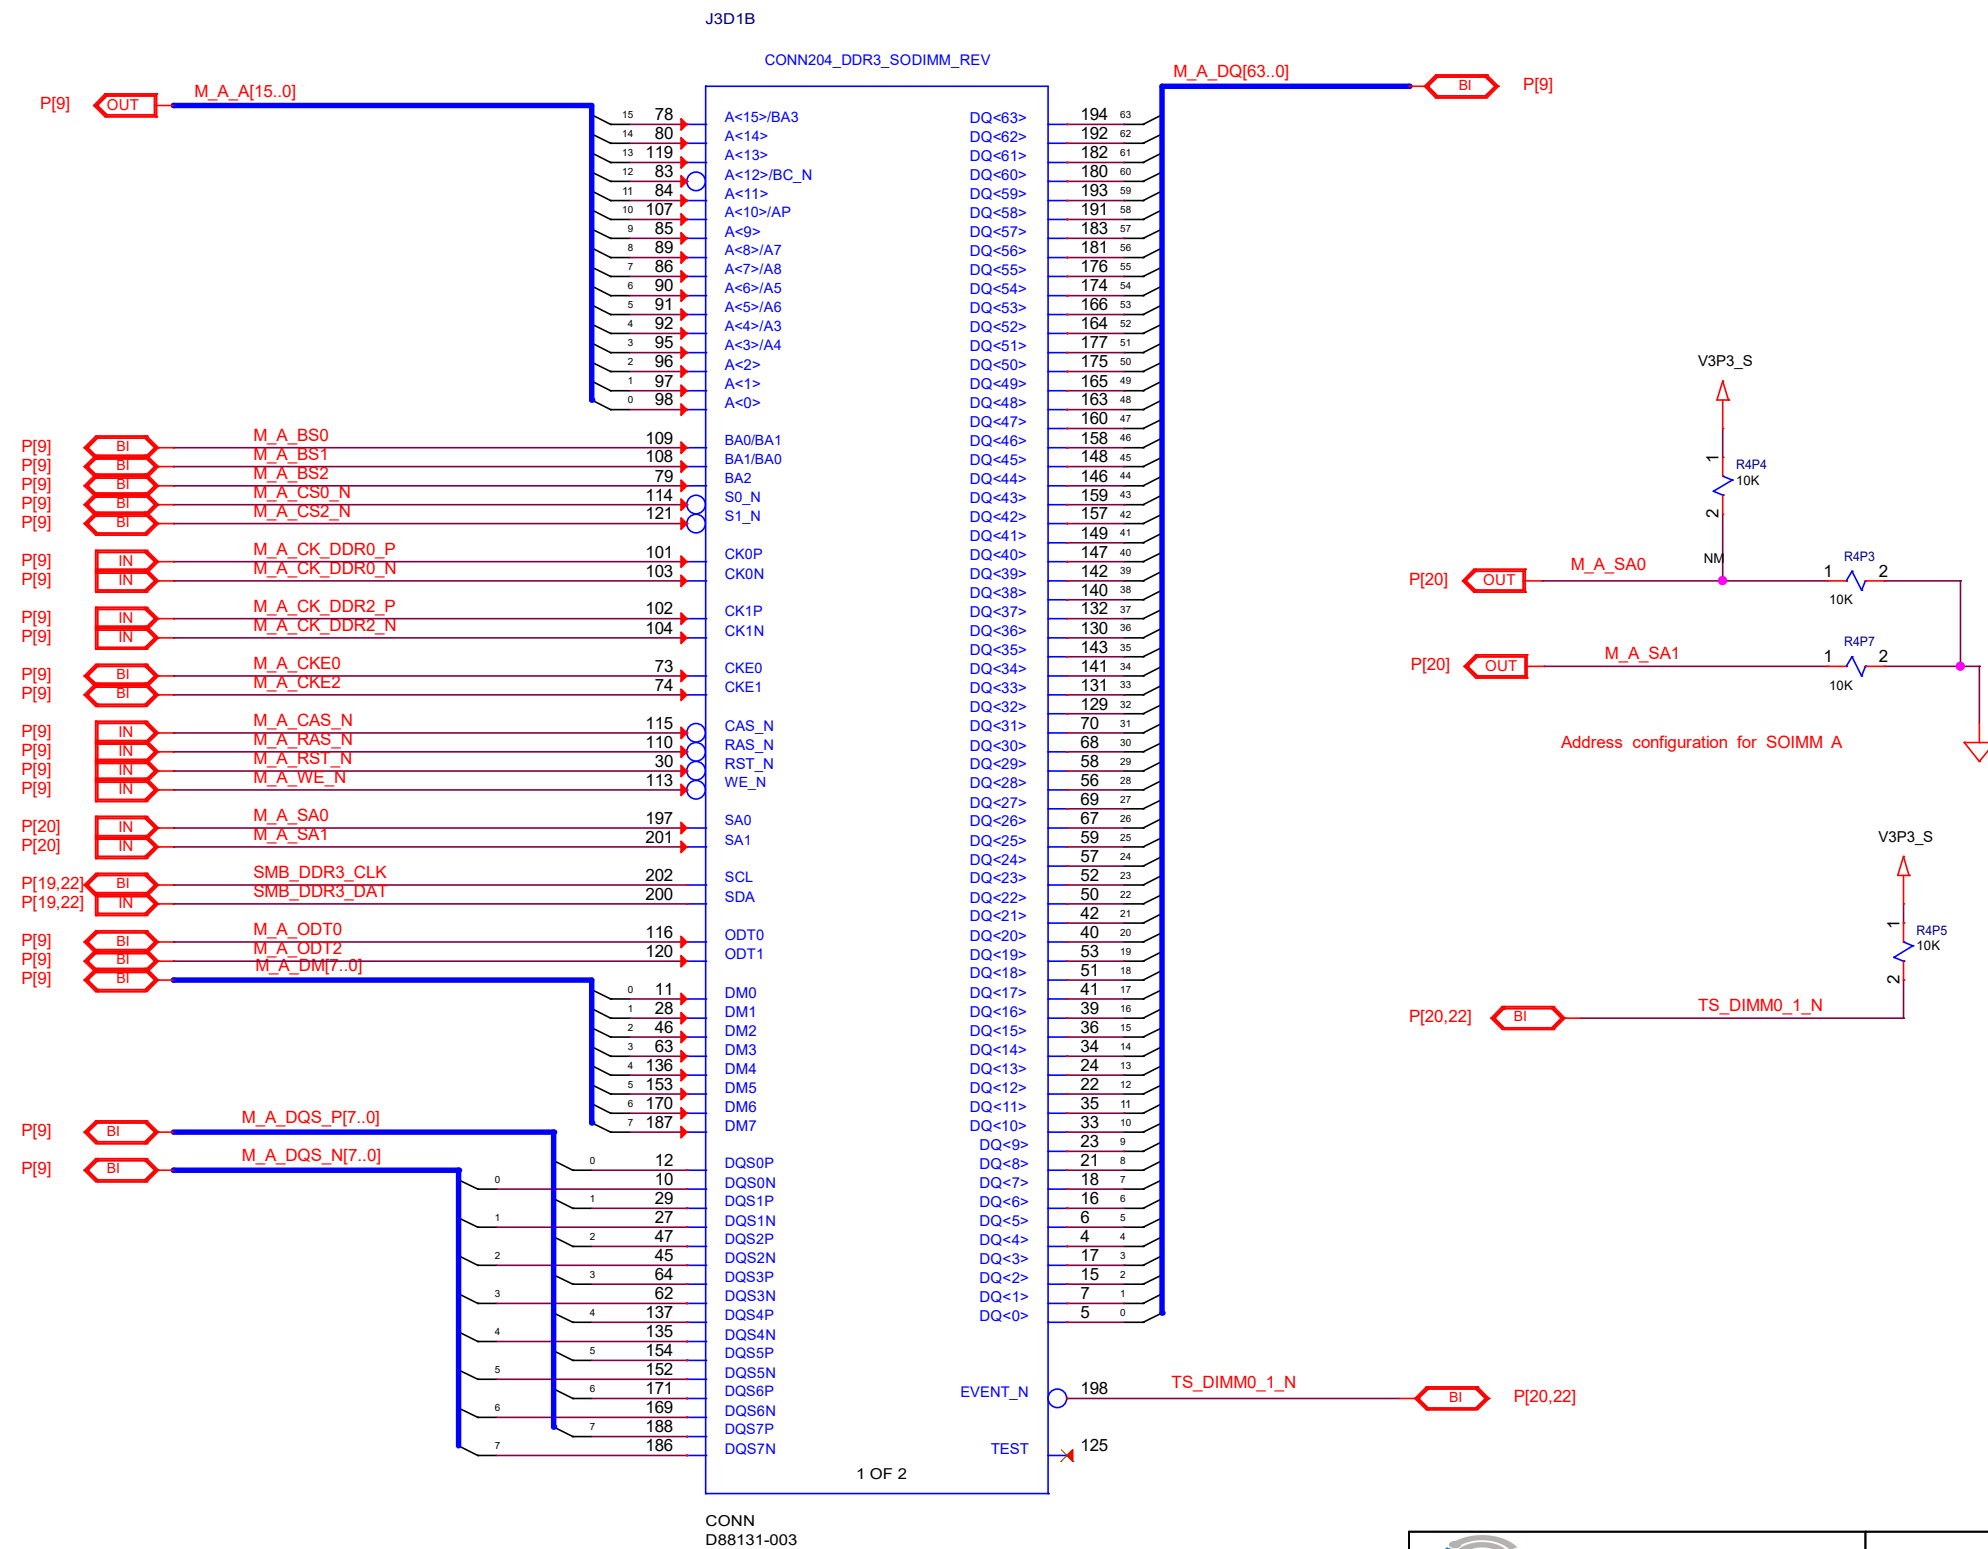 J3D1B
CONN204_DDR3_SODIMM_REV
P[9] OUT M_A_A[15..0]
M_A_DQ[63..0] BI P[9]
15 78 A<15>/BA3 DQ<63> 194 63
14 80 A<14> DQ<62> 192 62
13 119 A<13> DQ<61> 182 61
12 83 A<12>/BC_N DQ<60> 180 60
11 84 A<11> DQ<59> 193 59
10 107 A<10>/AP DQ<58> 191 58
9 85 A<9> DQ<57> 183 57
8 89 A<8>/A7 DQ<56> 181 56
7 86 A<7>/A8 DQ<55> 176 55
6 90 A<6>/A5 DQ<54> 174 54
5 91 A<5>/A6 DQ<53> 166 53
4 92 A<4>/A3 DQ<52> 164 52
3 95 A<3>/A4 DQ<51> 177 51
2 96 A<2> DQ<50> 175 50
1 97 A<1> DQ<49> 165 49
0 98 A<0> DQ<48> 163 48
DQ<47> 160 47
P[9] BI M_A_BS0 109 BA0/BA1 DQ<46> 158 46
P[9] BI M_A_BS1 108 BA1/BA0 DQ<45> 148 45
P[9] BI M_A_BS2 79 BA2 DQ<44> 146 44
P[9] BI M_A_CS0_N 114 S0_N DQ<43> 159 43
P[9] BI M_A_CS2_N 121 S1_N DQ<42> 157 42
DQ<41> 149 41
P[9] IN M_A_CK_DDR0_P 101 CK0P DQ<40> 147 40
P[9] IN M_A_CK_DDR0_N 103 CK0N DQ<39> 142 39
DQ<38> 140 38
P[9] IN M_A_CK_DDR2_P 102 CK1P DQ<37> 132 37
P[9] IN M_A_CK_DDR2_N 104 CK1N DQ<36> 130 36
DQ<35> 143 35
P[9] BI M_A_CKE0 73 CKE0 DQ<34> 141 34
P[9] BI M_A_CKE2 74 CKE1 DQ<33> 131 33
DQ<32> 129 32
P[9] IN M_A_CAS_N 115 CAS_N DQ<31> 70 31
P[9] IN M_A_RAS_N 110 RAS_N DQ<30> 68 30
P[9] IN M_A_RST_N 30 RST_N DQ<29> 58 29
P[9] IN M_A_WE_N 113 WE_N DQ<28> 56 28
DQ<27> 69 27
P[20] IN M_A_SA0 197 SA0 DQ<26> 67 26
P[20] IN M_A_SA1 201 SA1 DQ<25> 59 25
DQ<24> 57 24
P[19,22] BI SMB_DDR3_CLK 202 SCL DQ<23> 52 23
P[19,22] IN SMB_DDR3_DAT 200 SDA DQ<22> 50 22
DQ<21> 42 21
P[9] BI M_A_ODT0 116 ODT0 DQ<20> 40 20
P[9] BI M_A_ODT2 120 ODT1 DQ<19> 53 19
P[9] BI M_A_DM[7..0] DQ<18> 51 18
0 11 DM0 DQ<17> 41 17
1 28 DM1 DQ<16> 39 16
2 46 DM2 DQ<15> 36 15
3 63 DM3 DQ<14> 34 14
4 136 DM4 DQ<13> 24 13
5 153 DM5 DQ<12> 22 12
6 170 DM6 DQ<11> 35 11
7 187 DM7 DQ<10> 33 10
P[9] BI M_A_DQS_P[7..0]
DQ<9> 23 9
P[9] BI M_A_DQS_N[7..0]
0 12 DQS0P DQ<8> 21 8
0 10 DQS0N DQ<7> 18 7
1 29 DQS1P DQ<6> 16 6
1 27 DQS1N DQ<5> 6 5
2 47 DQS2P DQ<4> 4 4
2 45 DQS2N DQ<3> 17 3
3 64 DQS3P DQ<2> 15 2
3 62 DQS3N DQ<1> 7 1
4 137 DQS4P DQ<0> 5 0
4 135 DQS4N
5 154 DQS5P
5 152 DQS5N
6 171 DQS6P EVENT_N 198 TS_DIMM0_1_N BI P[20,22]
6 169 DQS6N
7 188 DQS7P
7 186 DQS7N TEST 125
1 OF 2
CONN
D88131-003
V3P3_S
1
R4P4
10K
2
NM
P[20] OUT M_A_SA0 1 R4P3 2
10K
P[20] OUT M_A_SA1 1 R4P7 2
10K
Address configuration for SOIMM A
V3P3_S
1
R4P5
10K
2
P[20,22] BI TS_DIMM0_1_N